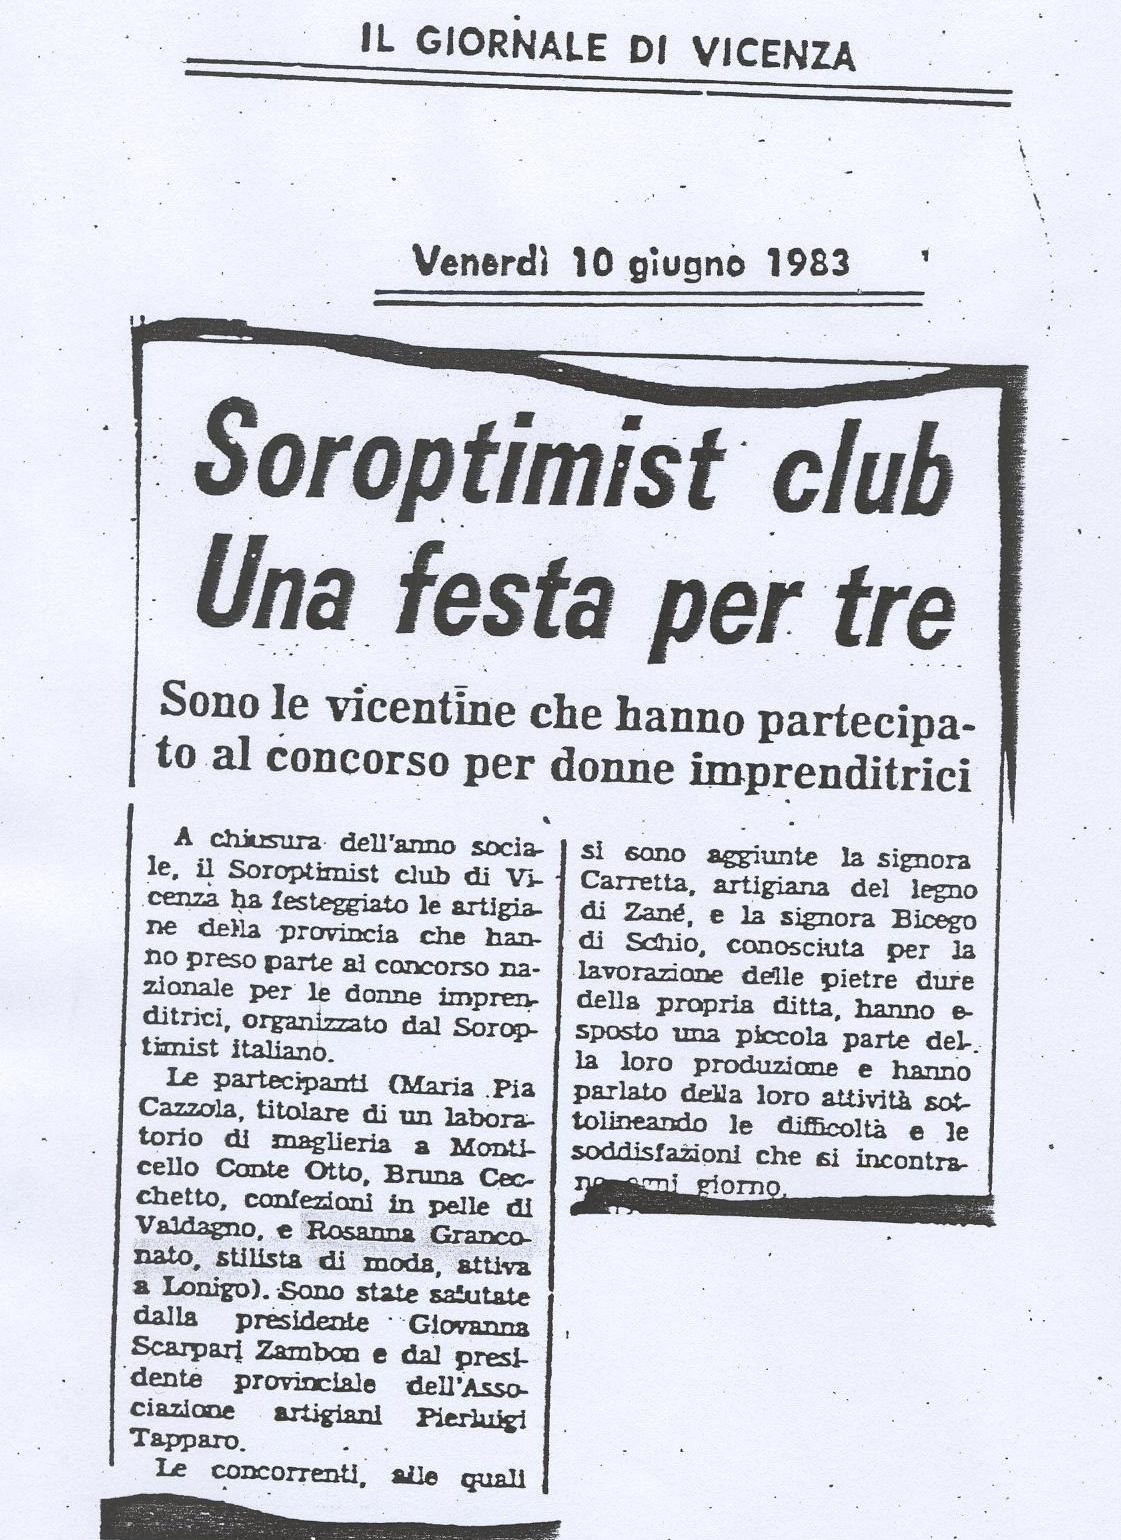 IL GIORNALE DI VICENZA
Venerdì 10 giugno 1983
Soroptimist club
Una festa per tre
Sono le vicentine che hanno partecipa-
to al concorso per donne imprenditrici
A chiusura dell'anno socia-
le, il Soroptimist club di Vi-
cenza ha festeggiato le artigia-
ne della provincia che han-
no preso parte al concorso na-
zionale per le donne impren-
ditrici, organizzato dal Sorop-
timist italiano.
Le partecipanti (Maria Pia
Cazzola, titolare di un labora-
torio di maglieria a Monti-
cello Conte Otto, Bruna Cec-
chetto, confezioni in pelle di
Valdagno, e Rosanna Granco-
nato, stilista di moda, attiva
a Lonigo). Sono state salutate
dalla presidente Giovanna
Scarpari Zambon e dal presi-
dente provinciale dell'Asso-
ciazione artigiani Pierluigi
Tapparo.
Le concorrenti, alle quali
si sono aggiunte la signora
Carretta, artigiana del legno
di Zané, e la signora Bicego
di Schio, conosciuta per la
lavorazione delle pietre dure
della propria ditta, hanno e-
sposto una piccola parte del-
la loro produzione e hanno
parlato della loro attività sot-
tolineando le difficoltà e le
soddisfazioni che si incontra-
no ogni giorno.